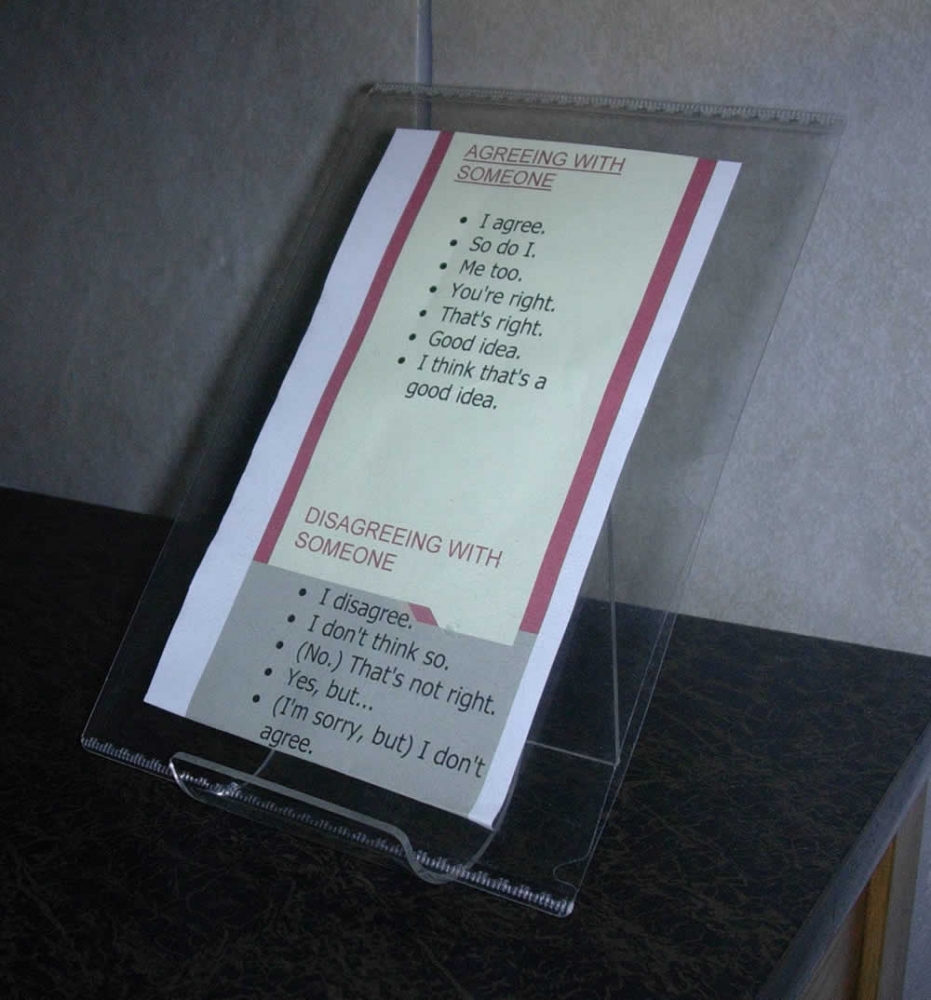 AGREEING WITH
SOMEONE
• I agree.
• So do I.
• Me too.
• You're right.
• That's right.
• Good idea.
• I think that's a
good idea.
DISAGREEING WITH
SOMEONE
• I disagree.
• I don't think so.
• (No.) That's not right.
• Yes, but...
• (I'm sorry, but) I don't
agree.